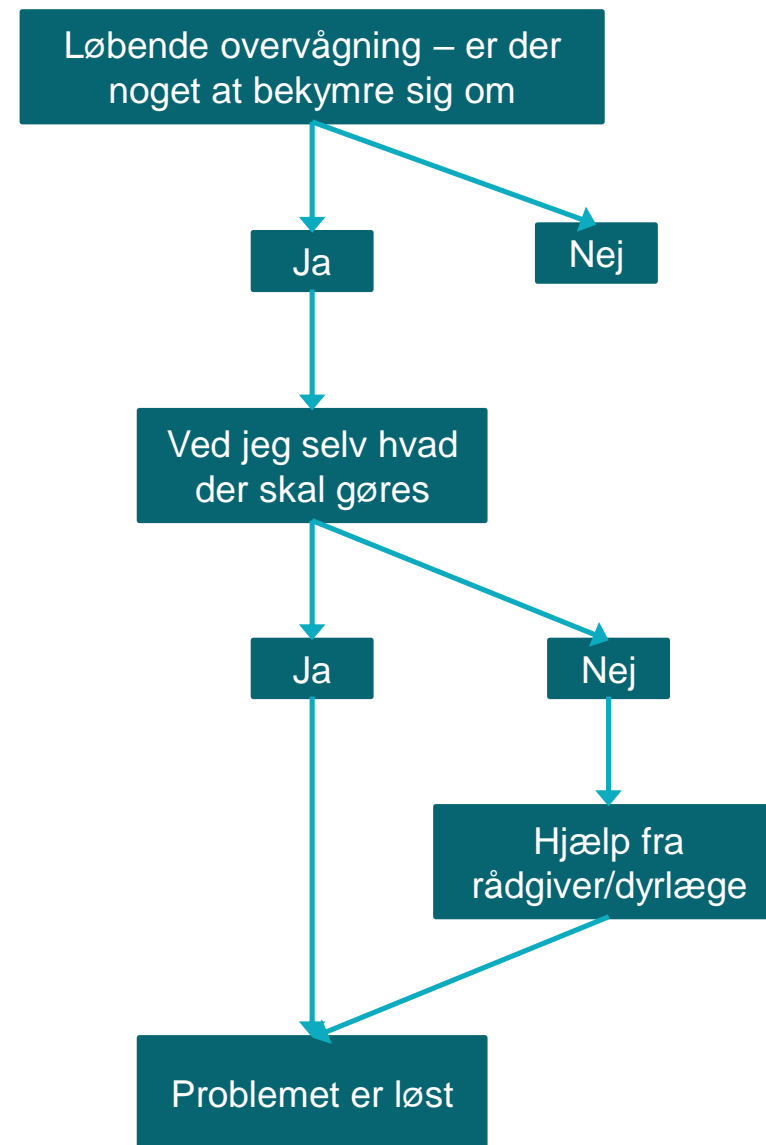 Løbende overvågning – er der
noget at bekymre sig om
Ja
Nej
Ved jeg selv hvad
der skal gøres
Ja
Nej
Hjælp fra
rådgiver/dyrlæge
Problemet er løst